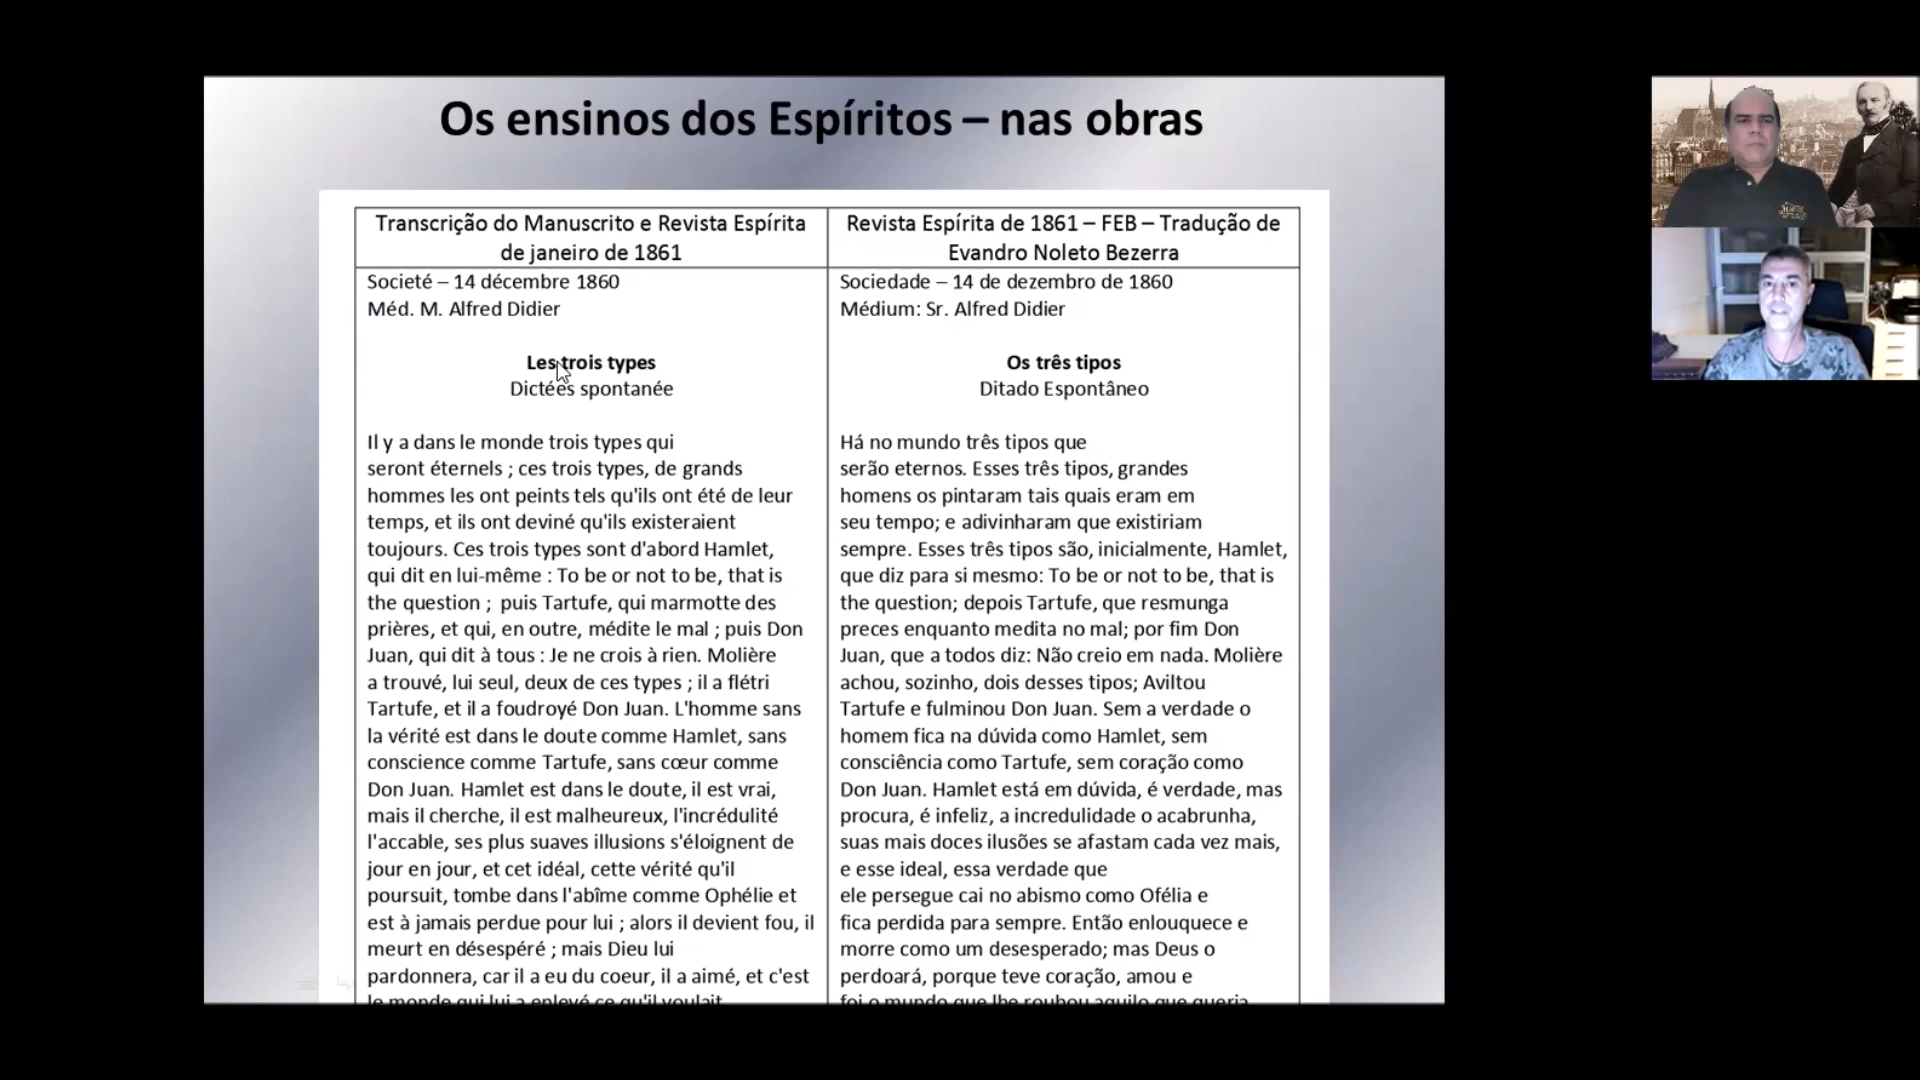 Os ensinos dos Espíritos – nas obras
Transcrição do Manuscrito e Revista Espírita
de janeiro de 1861
Societé – 14 décembre 1860
Méd. M. Alfred Didier
Les trois types
Dictées spontanée
Il y a dans le monde trois types qui
seront éternels ; ces trois types, de grands
hommes les ont peints tels qu'ils ont été de leur
temps, et ils ont deviné qu'ils existeraient
toujours. Ces trois types sont d'abord Hamlet,
qui dit en lui-même : To be or not to be, that is
the question ; puis Tartufe, qui marmotte des
prières, et qui, en outre, médite le mal ; puis Don
Juan, qui dit à tous : Je ne crois à rien. Molière
a trouvé, lui seul, deux de ces types ; il a flétri
Tartufe, et il a foudroyé Don Juan. L'homme sans
la vérité est dans le doute comme Hamlet, sans
conscience comme Tartufe, sans cœur comme
Don Juan. Hamlet est dans le doute, il est vrai,
mais il cherche, il est malheureux, l'incrédulité
l'accable, ses plus suaves illusions s'éloignent de
jour en jour, et cet idéal, cette vérité qu'il
poursuit, tombe dans l'abîme comme Ophélie et
est à jamais perdue pour lui ; alors il devient fou, il
meurt en désespéré ; mais Dieu lui
pardonnera, car il a eu du coeur, il a aimé, et c'est
le monde qui lui a enlevé ce qu'il voulait
Revista Espírita de 1861 – FEB – Tradução de
Evandro Noleto Bezerra
Sociedade – 14 de dezembro de 1860
Médium: Sr. Alfred Didier
Os três tipos
Ditado Espontâneo
Há no mundo três tipos que
serão eternos. Esses três tipos, grandes
homens os pintaram tais quais eram em
seu tempo; e adivinharam que existiriam
sempre. Esses três tipos são, inicialmente, Hamlet,
que diz para si mesmo: To be or not to be, that is
the question; depois Tartufe, que resmunga
preces enquanto medita no mal; por fim Don
Juan, que a todos diz: Não creio em nada. Molière
achou, sozinho, dois desses tipos; Aviltou
Tartufe e fulminou Don Juan. Sem a verdade o
homem fica na dúvida como Hamlet, sem
consciência como Tartufe, sem coração como
Don Juan. Hamlet está em dúvida, é verdade, mas
procura, é infeliz, a incredulidade o acabrunha,
suas mais doces ilusões se afastam cada vez mais,
e esse ideal, essa verdade que
ele persegue cai no abismo como Ofélia e
fica perdida para sempre. Então enlouquece e
morre como um desesperado; mas Deus o
perdoará, porque teve coração, amou e
foi o mundo que lhe roubou aquilo que queria